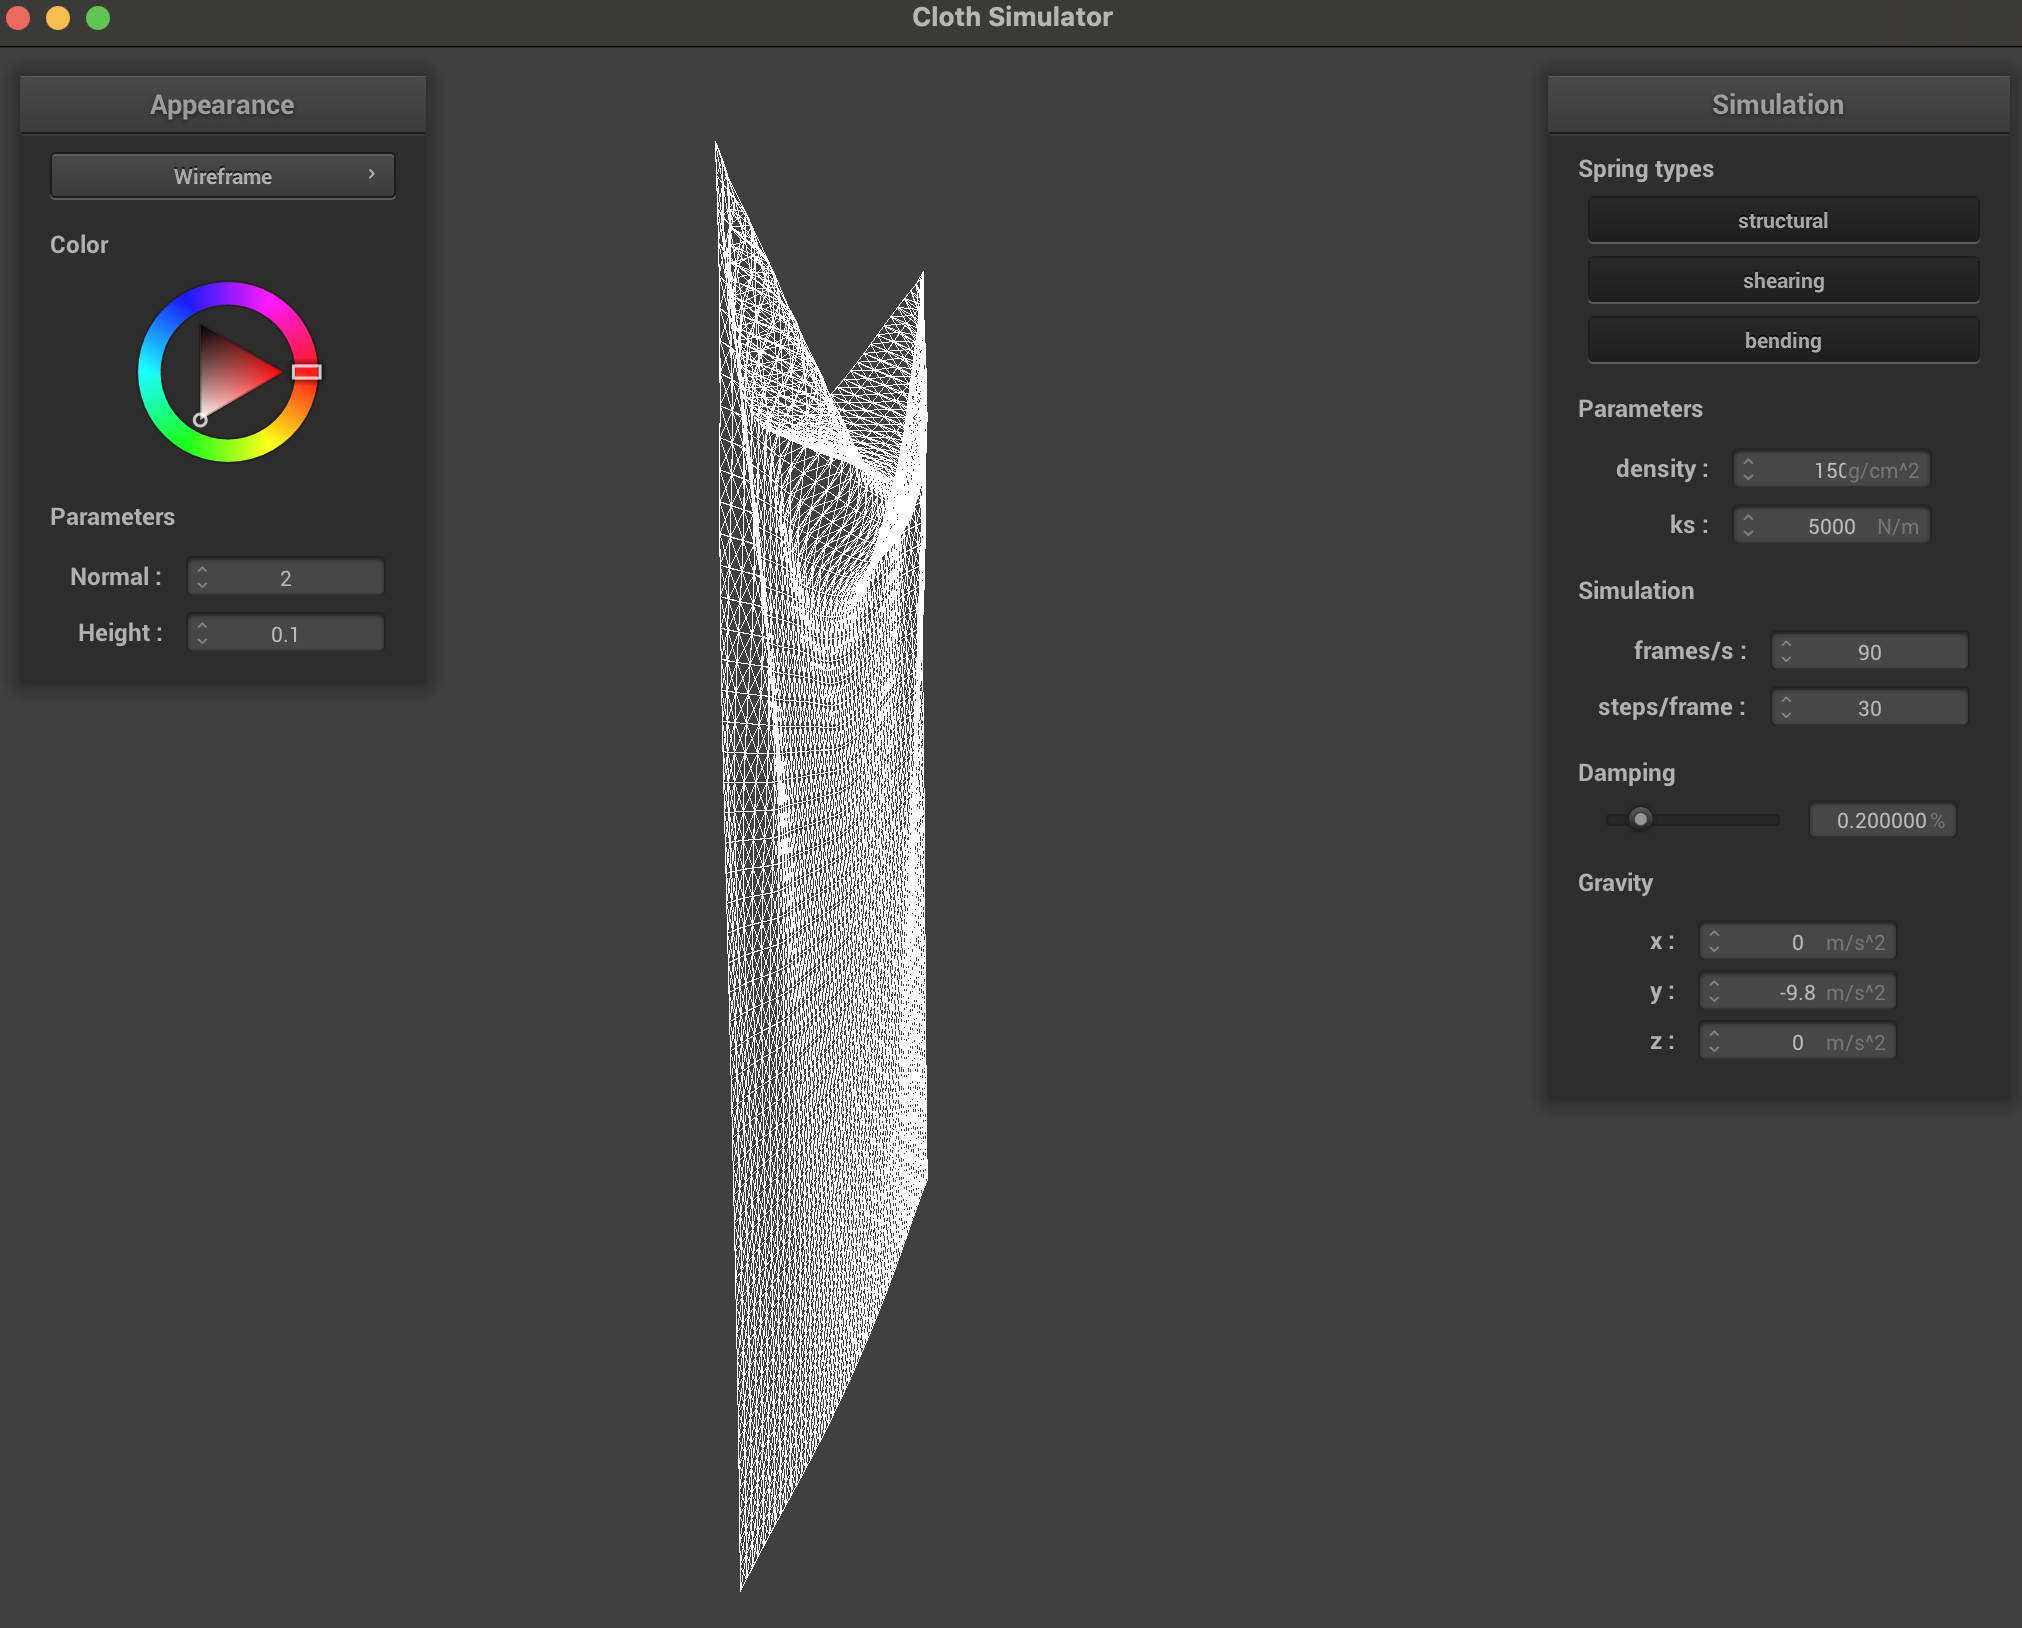 Cloth Simulator
Appearance
Wireframe
Color
Parameters
Normal : 2
Height : 0.1
Simulation
Spring types
structural
shearing
bending
Parameters
density : 150 g/cm^2
ks : 5000 N/m
Simulation
frames/s : 90
steps/frame : 30
Damping
0.200000 %
Gravity
x : 0 m/s^2
y : -9.8 m/s^2
z : 0 m/s^2